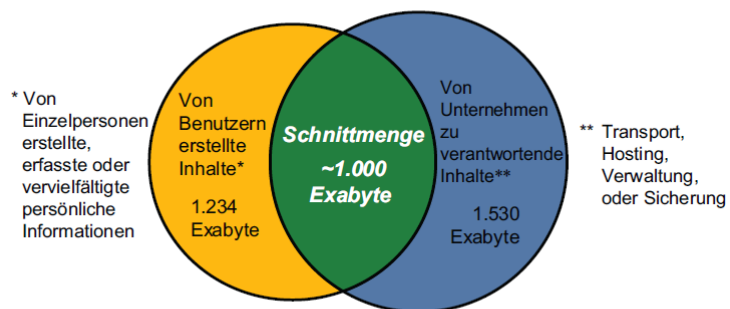 * Von
Einzelpersonen
erstellte,
erfasste oder
vervielfältigte
persönliche
Informationen
Von
Benutzern
erstellte
Inhalte*
1.234
Exabyte
Schnittmenge
~1.000
Exabyte
Von
Unternehmen
zu
verantwortende
Inhalte**
1.530
Exabyte
** Transport,
Hosting,
Verwaltung,
oder Sicherung